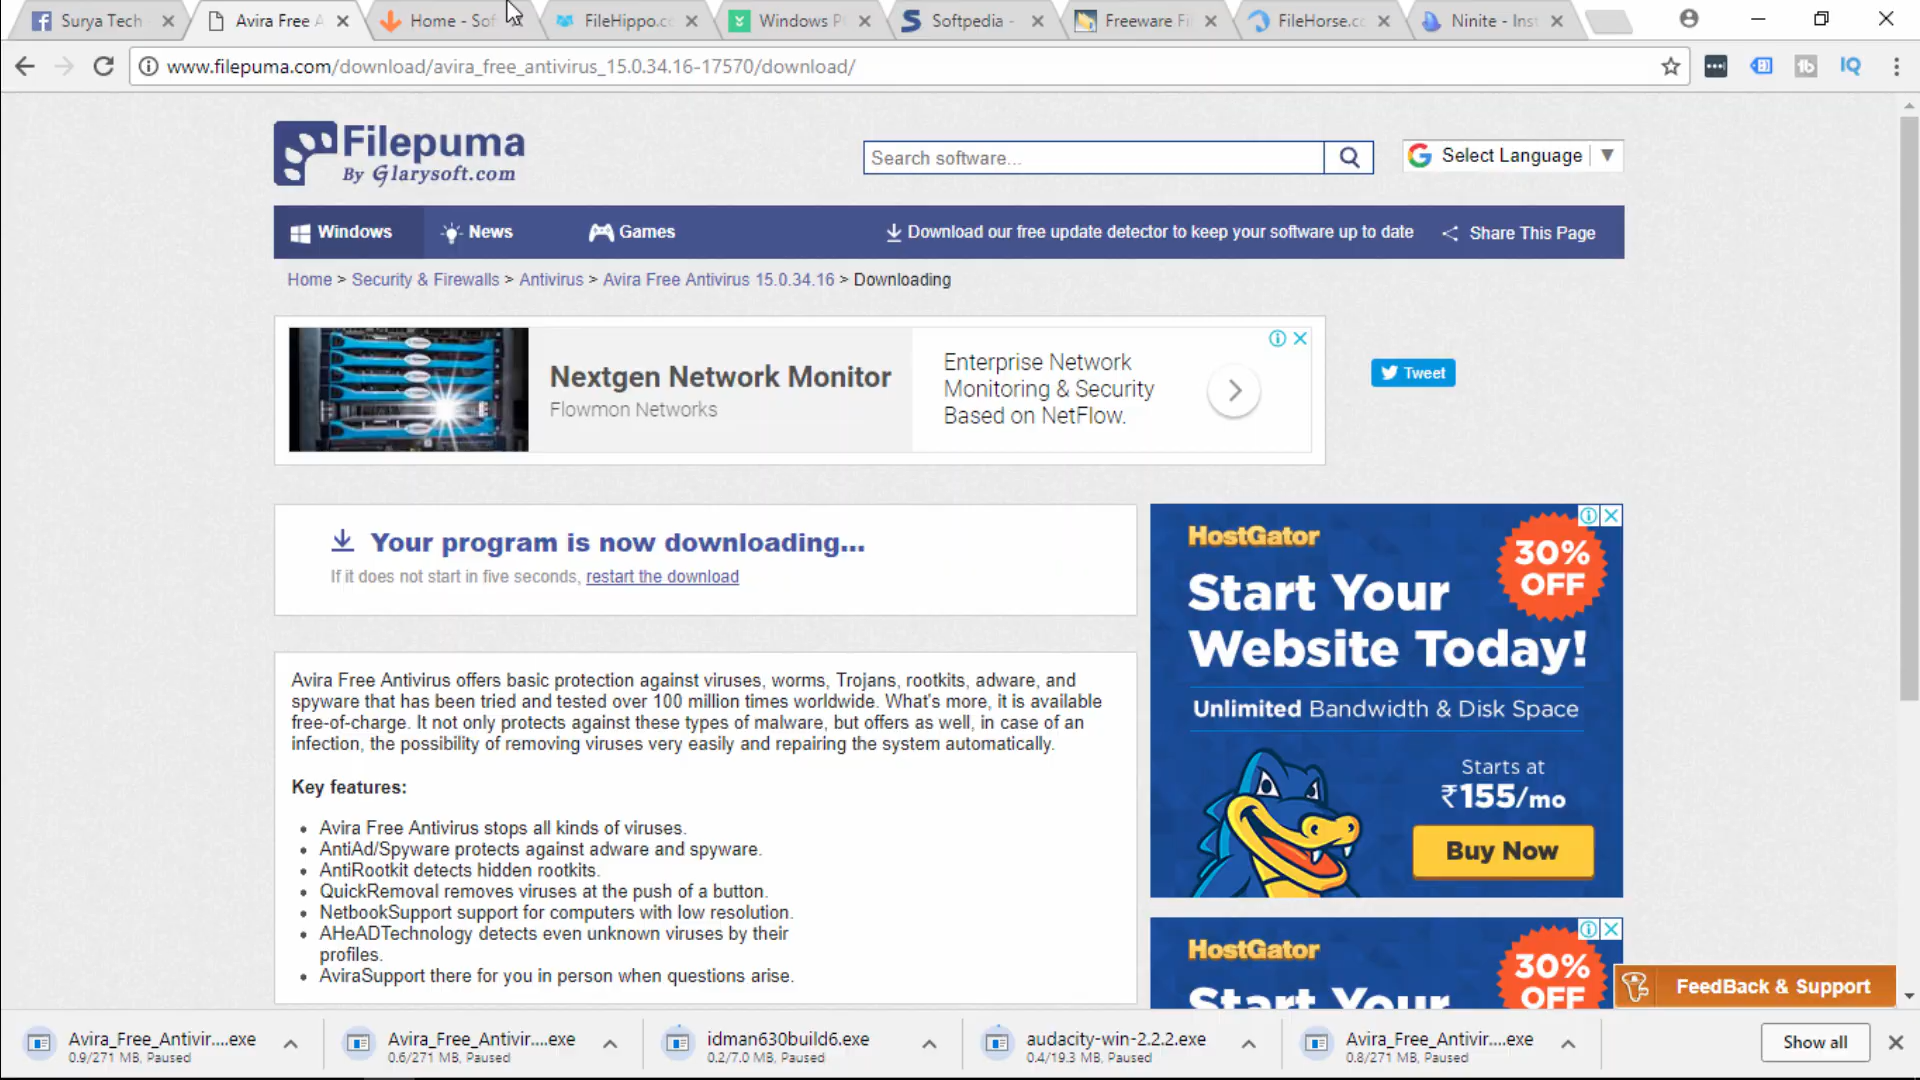 Surya Tech
Avira Free A
Home - Sof
FileHippo.c
Windows P
Softpedia -
Freeware Fi
FileHorse.c
Ninite - Inst
www.filepuma.com/download/avira_free_antivirus_15.0.34.16-17570/download/
Filepuma
By Glarysoft.com
Search software...
Select Language
Windows
News
Games
Download our free update detector to keep your software up to date
Share This Page
Home > Security & Firewalls > Antivirus > Avira Free Antivirus 15.0.34.16 > Downloading
Nextgen Network Monitor
Flowmon Networks
Enterprise Network
Monitoring & Security
Based on NetFlow.
Tweet
Your program is now downloading...
If it does not start in five seconds, restart the download
Avira Free Antivirus offers basic protection against viruses, worms, Trojans, rootkits, adware, and
spyware that has been tried and tested over 100 million times worldwide. What's more, it is available
free-of-charge. It not only protects against these types of malware, but offers as well, in case of an
infection, the possibility of removing viruses very easily and repairing the system automatically.
Key features:
• Avira Free Antivirus stops all kinds of viruses.
• AntiAd/Spyware protects against adware and spyware.
• AntiRootkit detects hidden rootkits.
• QuickRemoval removes viruses at the push of a button.
• NetbookSupport support for computers with low resolution.
• AHeADTechnology detects even unknown viruses by their
profiles.
• AviraSupport there for you in person when questions arise.
HostGator
30%
OFF
Start Your
Website Today!
Unlimited Bandwidth & Disk Space
Starts at
₹155/mo
Buy Now
HostGator
30%
OFF
Start Your
FeedBack & Support
Avira_Free_Antivir....exe
0.9/271 MB, Paused
Avira_Free_Antivir....exe
0.6/271 MB, Paused
idman630build6.exe
0.2/7.0 MB, Paused
audacity-win-2.2.2.exe
0.4/19.3 MB, Paused
Avira_Free_Antivir....exe
0.8/271 MB, Paused
Show all